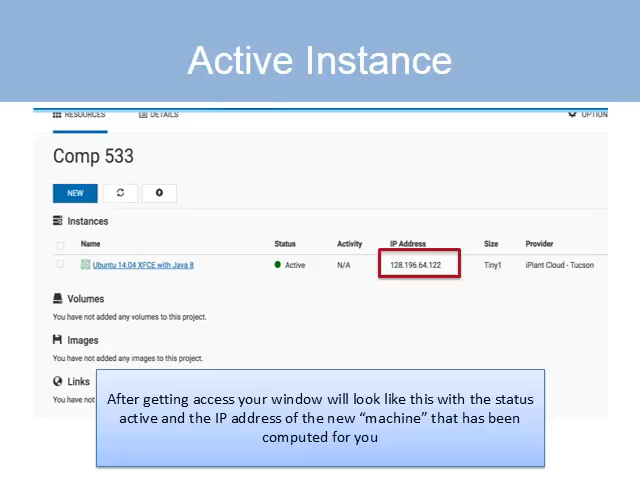 Active Instance
RESOURCES DETAILS OPTION
Comp 533
NEW
Instances
Name Status Activity IP Address Size Provider
Ubuntu 14.04 XFCE with Java 8 Active N/A 128.196.64.122 Tiny1 iPlant Cloud - Tucson
Volumes
You have not added any volumes to this project.
Images
You have not added any images to this project.
Links
You have not
After getting access your window will look like this with the status
active and the IP address of the new “machine” that has been
computed for you